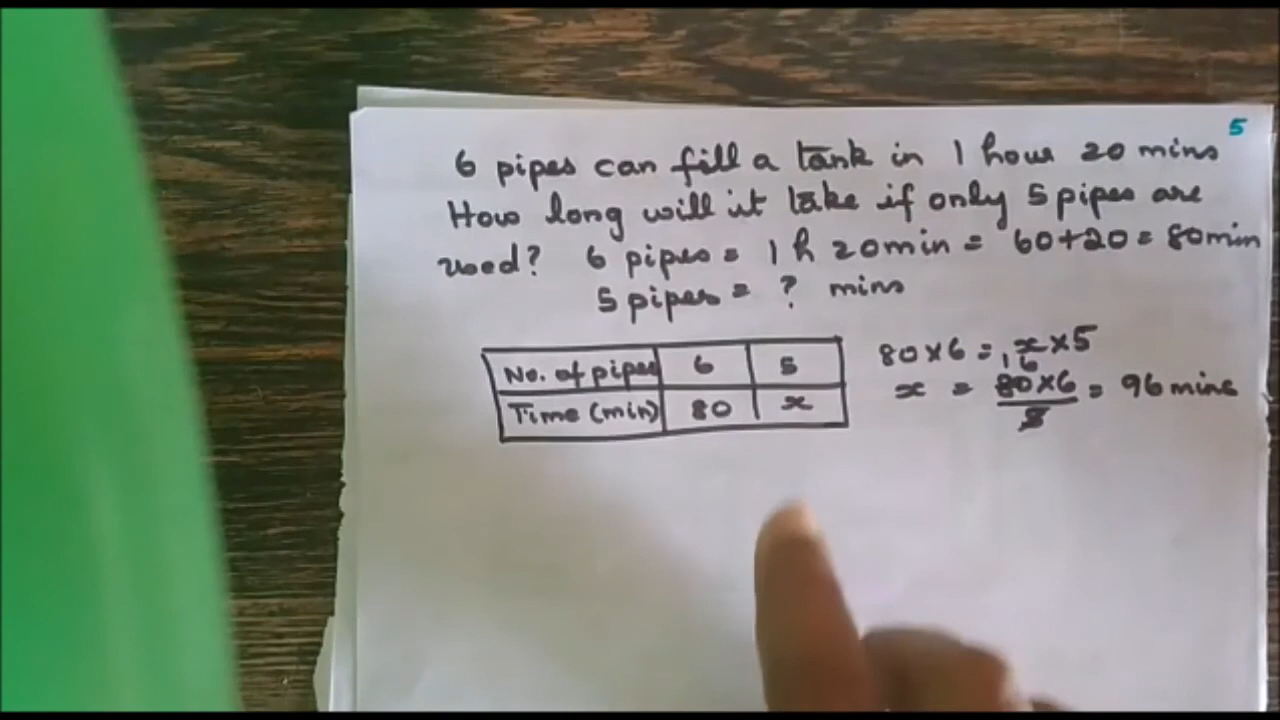 5
6 pipes can fill a tank in 1 hour 20 mins
How long will it take if only 5 pipes are
used? 6 pipes = 1 h 20 min = 60+20 = 80 min
5 pipes = ? mins
No. of pipes 6 5
Time (min) 80 x
80 × 6 = x × 5
x = 80 × 6 / 5 = 96 mins